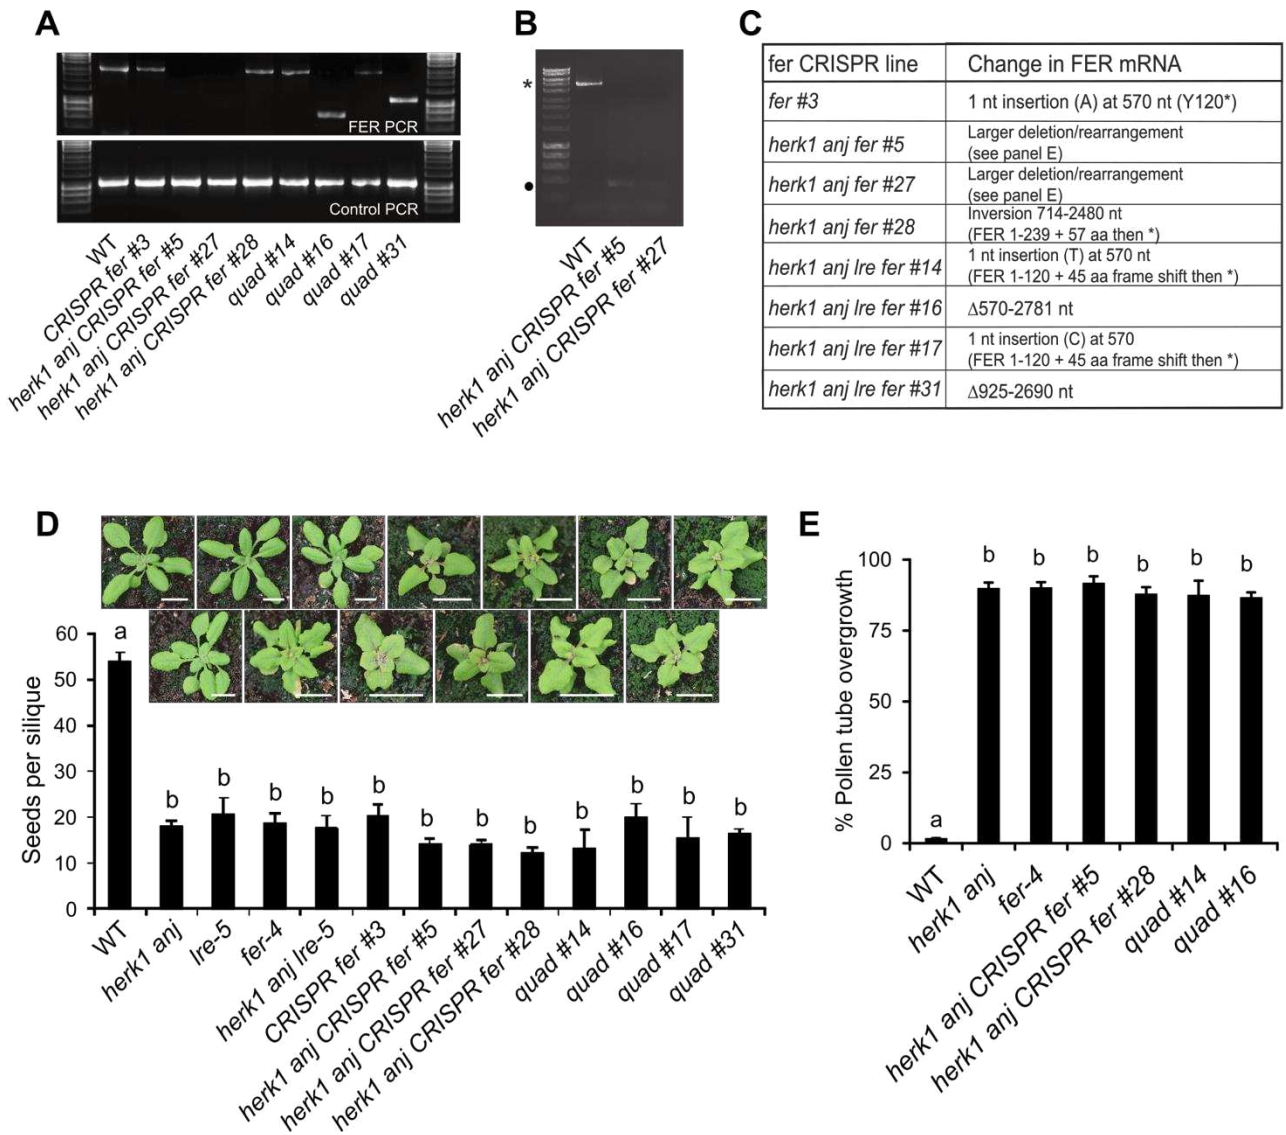 A
FER PCR
Control PCR
WT
CRISPR fer #3
herk1 anj CRISPR fer #5
herk1 anj CRISPR fer #27
herk1 anj CRISPR fer #28
quad #14
quad #16
quad #17
quad #31
B
*
•
WT
herk1 anj CRISPR fer #5
herk1 anj CRISPR fer #27
C
fer CRISPR line
Change in FER mRNA
fer #3
1 nt insertion (A) at 570 nt (Y120*)
herk1 anj fer #5
Larger deletion/rearrangement
(see panel E)
herk1 anj fer #27
Larger deletion/rearrangement
(see panel E)
herk1 anj fer #28
Inversion 714-2480 nt
(FER 1-239 + 57 aa then *)
herk1 anj lre fer #14
1 nt insertion (T) at 570 nt
(FER 1-120 + 45 aa frame shift then *)
herk1 anj lre fer #16
Δ570-2781 nt
herk1 anj lre fer #17
1 nt insertion (C) at 570
(FER 1-120 + 45 aa frame shift then *)
herk1 anj lre fer #31
Δ925-2690 nt
D
Seeds per silique
60
50
40
30
20
10
0
a
b
b
b
b
b
b
b
b
b
b
b
b
WT
herk1 anj
lre-5
fer-4
herk1 anj lre-5
CRISPR fer #3
herk1 anj CRISPR fer #5
herk1 anj CRISPR fer #27
herk1 anj CRISPR fer #28
quad #14
quad #16
quad #17
quad #31
E
% Pollen tube overgrowth
100
75
50
25
0
a
b
b
b
b
b
b
WT
herk1 anj
fer-4
herk1 anj CRISPR fer #5
herk1 anj CRISPR fer #28
quad #14
quad #16